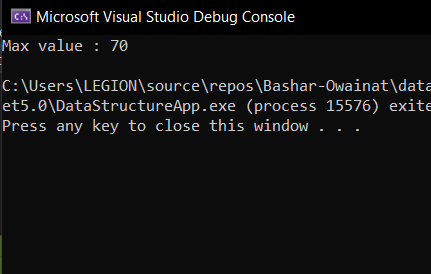 Microsoft Visual Studio Debug Console
Max value : 70
C:\Users\LEGION\source\repos\Bashar-Owainat\data
et5.0\DataStructureApp.exe (process 15576) exite
Press any key to close this window . . .